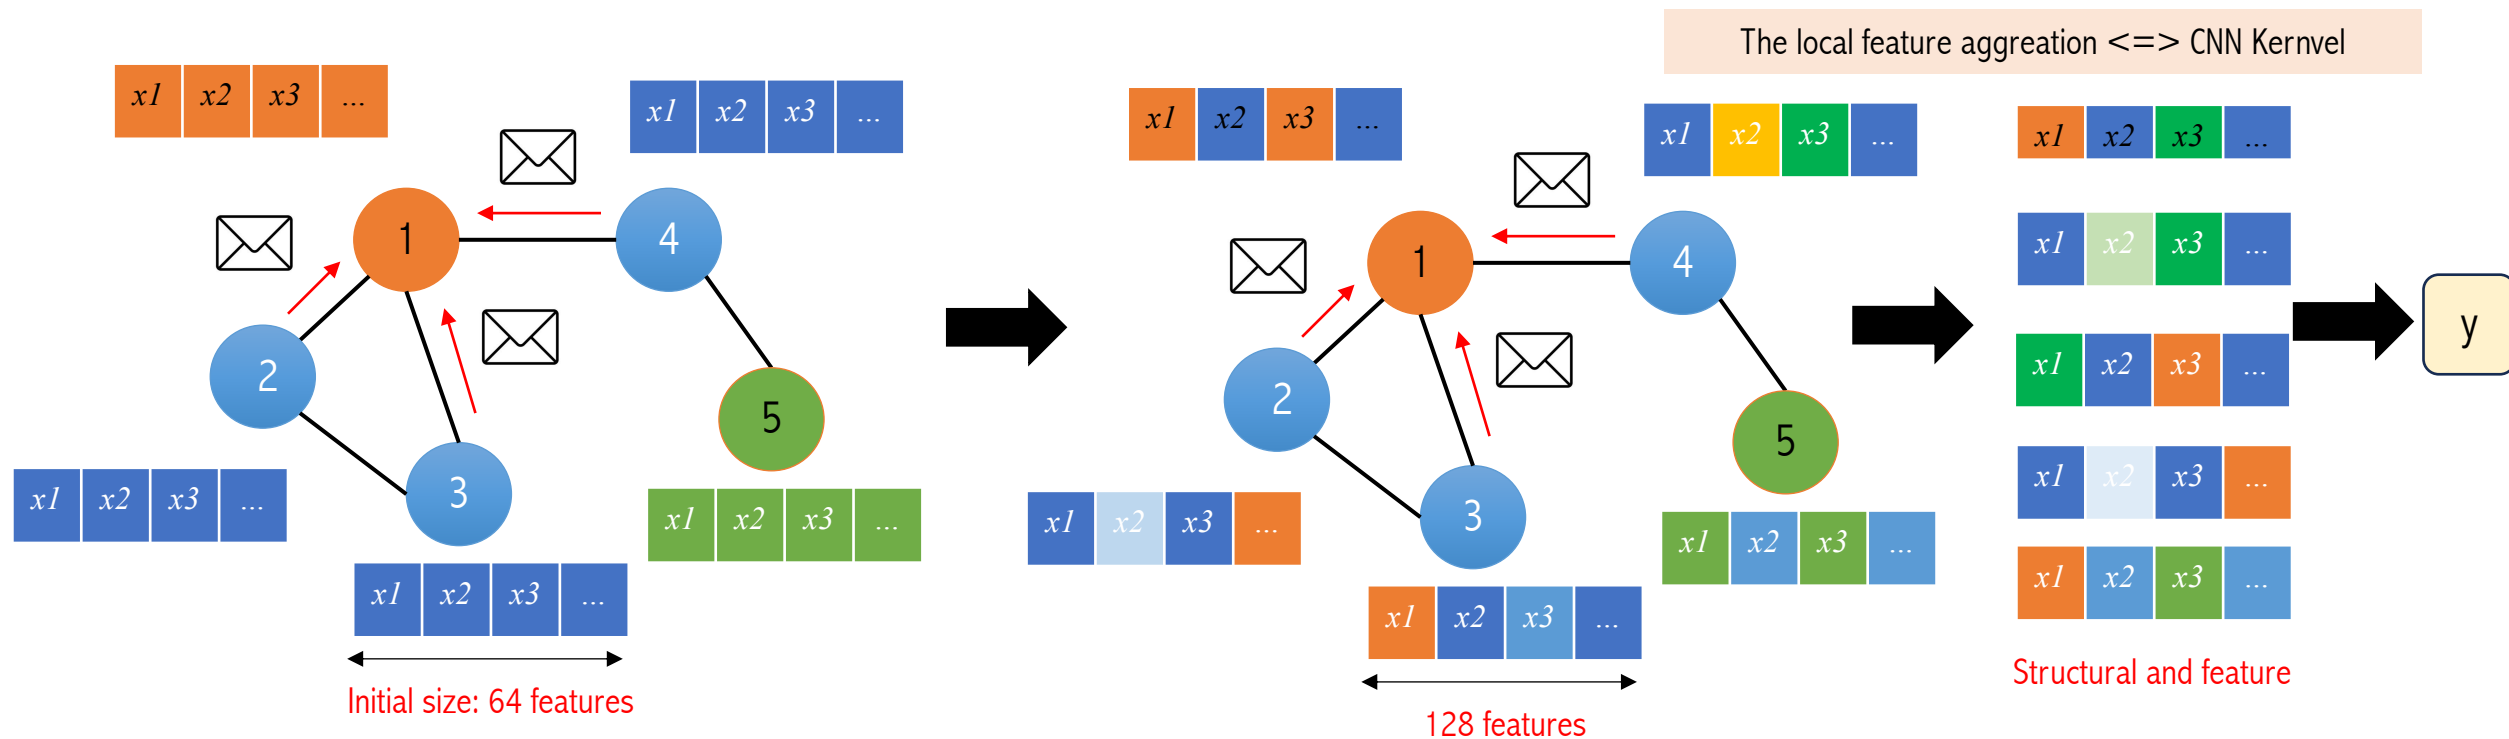 The local feature aggreation <=> CNN Kernvel
x1 x2 x3 ...
x1 x2 x3 ...
1
4
2
3
5
x1 x2 x3 ...
x1 x2 x3 ...
x1 x2 x3 ...
Initial size: 64 features
x1 x2 x3 ...
x1 x2 x3 ...
1
4
2
3
5
x1 x2 x3 ...
x1 x2 x3 ...
x1 x2 x3 ...
128 features
x1 x2 x3 ...
x1 x2 x3 ...
x1 x2 x3 ...
x1 x2 x3 ...
x1 x2 x3 ...
Structural and feature
y